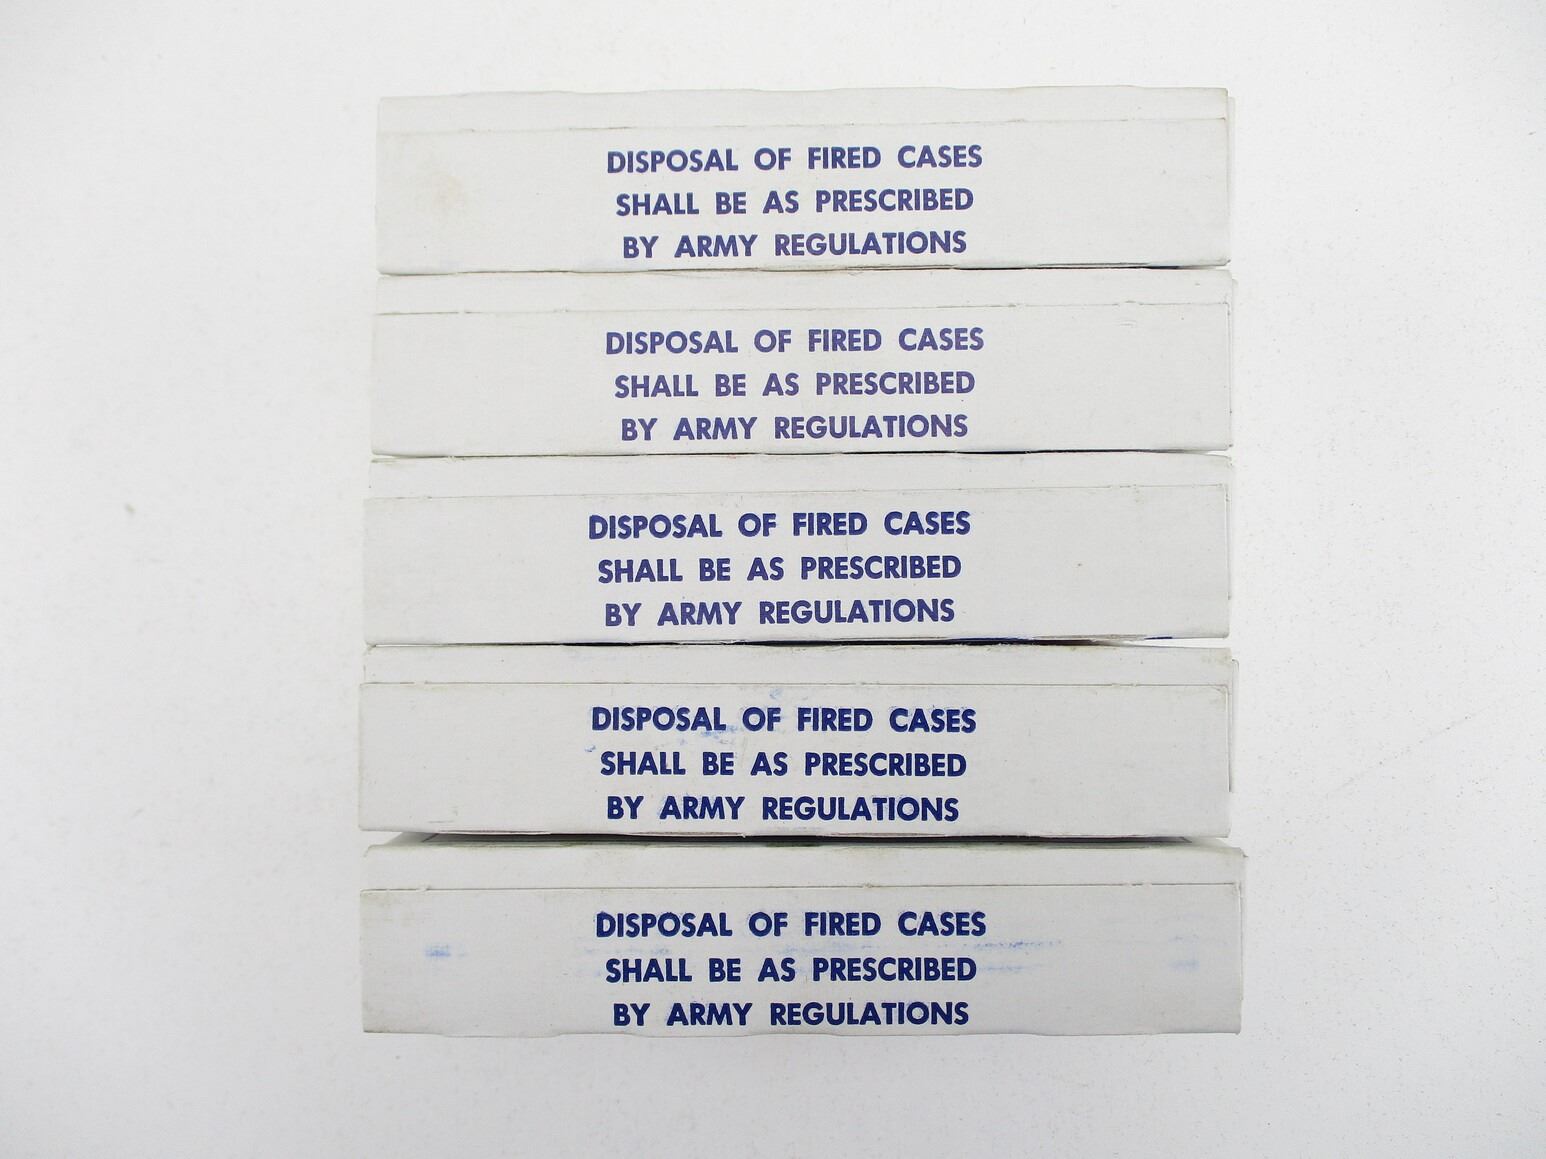 DISPOSAL OF FIRED CASES
SHALL BE AS PRESCRIBED
BY ARMY REGULATIONS
DISPOSAL OF FIRED CASES
SHALL BE AS PRESCRIBED
BY ARMY REGULATIONS
DISPOSAL OF FIRED CASES
SHALL BE AS PRESCRIBED
BY ARMY REGULATIONS
DISPOSAL OF FIRED CASES
SHALL BE AS PRESCRIBED
BY ARMY REGULATIONS
DISPOSAL OF FIRED CASES
SHALL BE AS PRESCRIBED
BY ARMY REGULATIONS